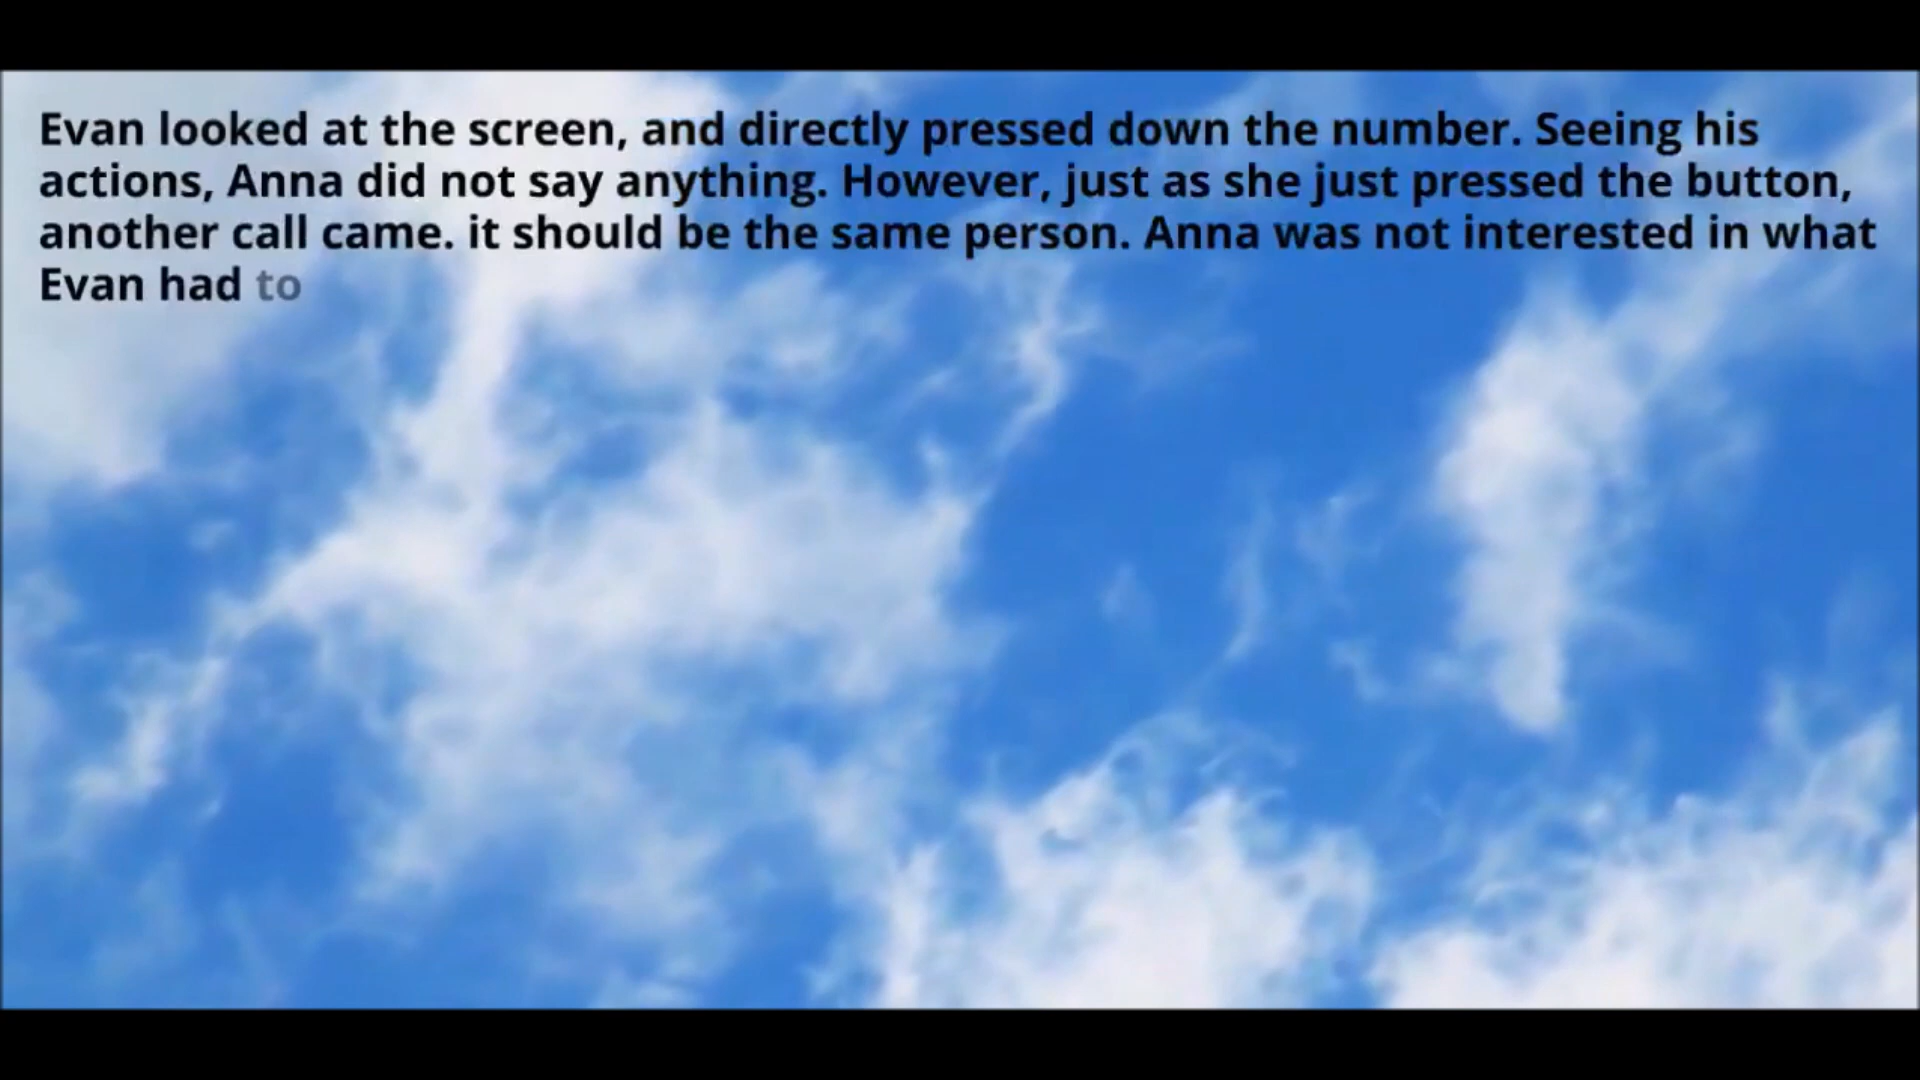 Evan looked at the screen, and directly pressed down the number. Seeing his
actions, Anna did not say anything. However, just as she just pressed the button,
another call came. it should be the same person. Anna was not interested in what
Evan had to